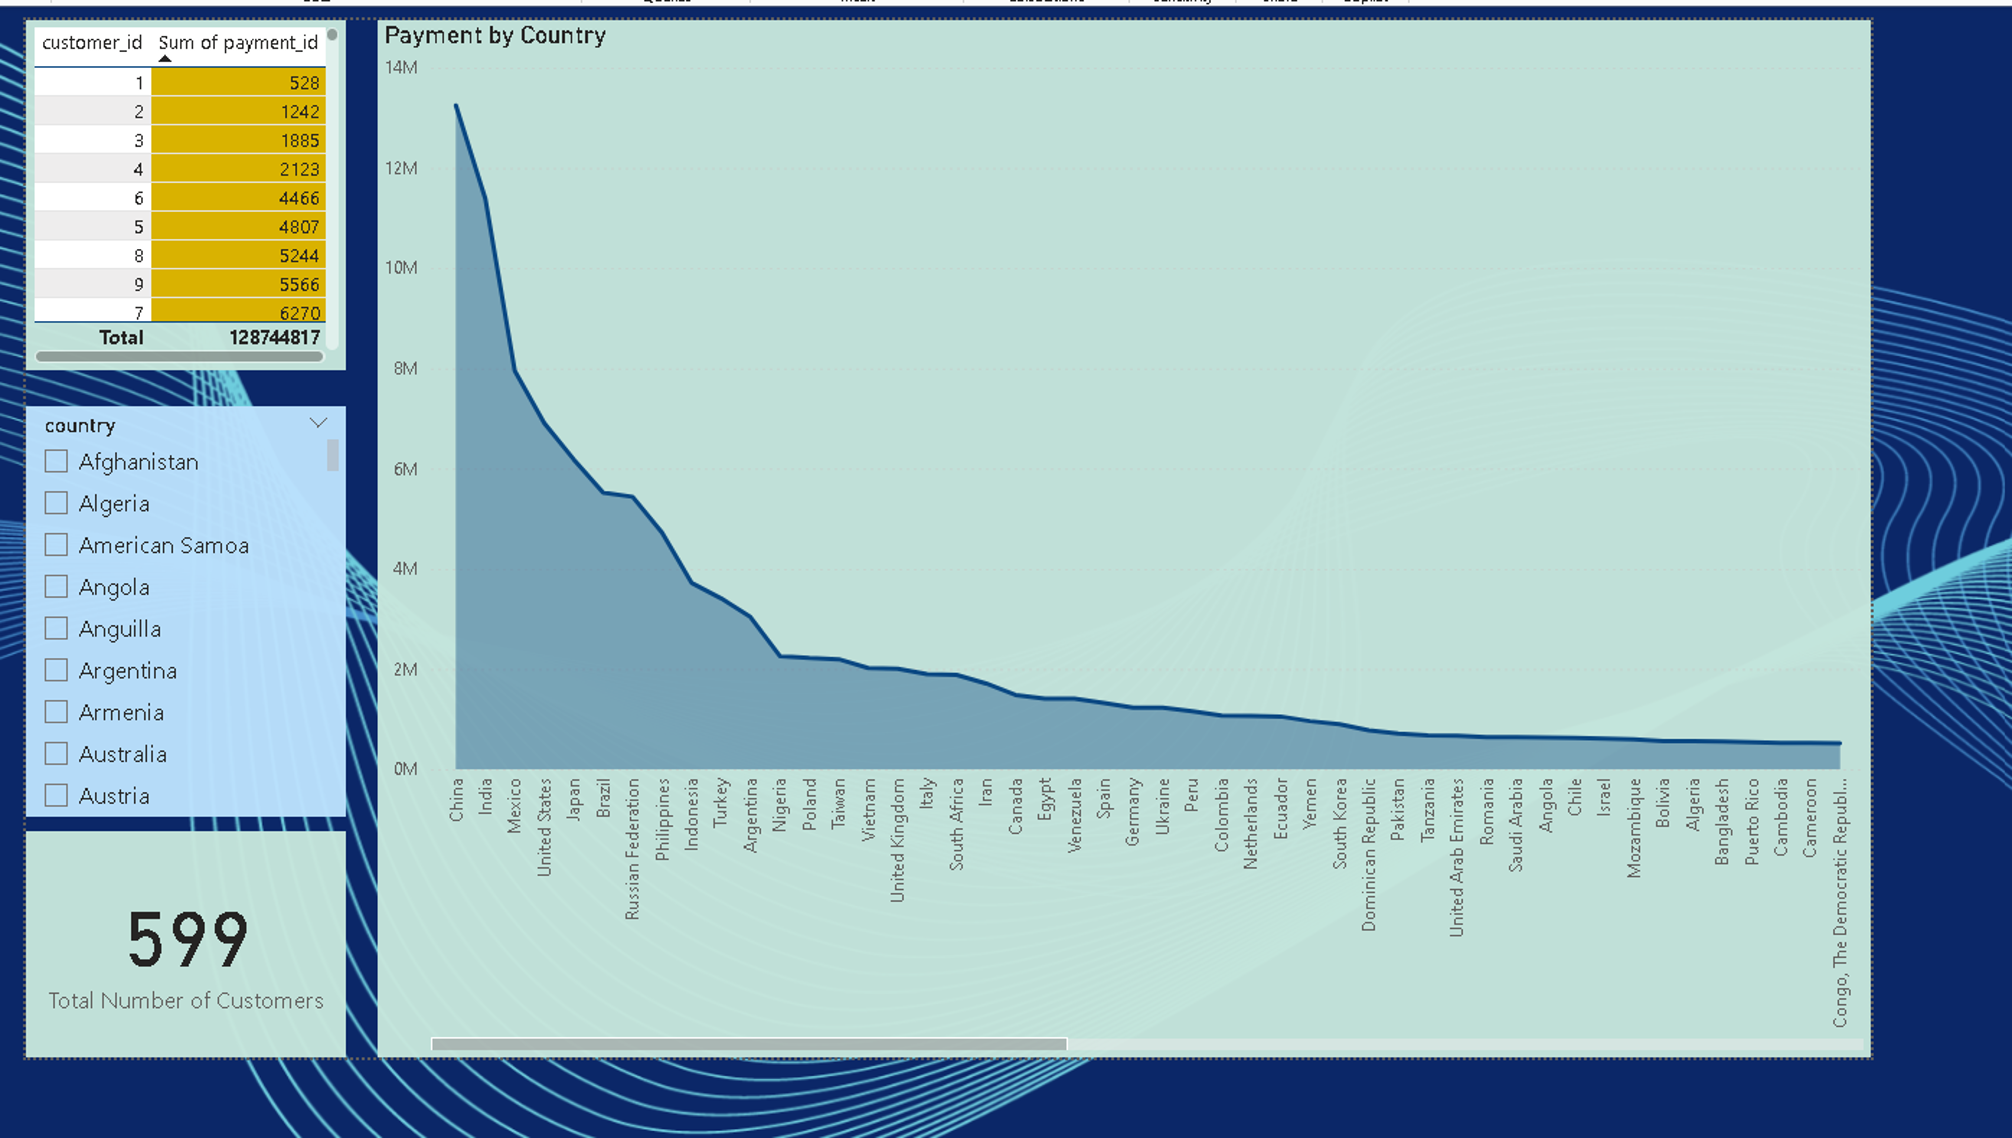 customer_id Sum of payment_id
1 528
2 1242
3 1885
4 2123
6 4466
5 4807
8 5244
9 5566
7 6270
Total 128744817
country
Afghanistan
Algeria
American Samoa
Angola
Anguilla
Argentina
Armenia
Australia
Austria
599
Total Number of Customers
Payment by Country
14M
12M
10M
8M
6M
4M
2M
0M
China
India
Mexico
United States
Japan
Brazil
Russian Federation
Philippines
Indonesia
Turkey
Argentina
Nigeria
Poland
Taiwan
Vietnam
United Kingdom
Italy
South Africa
Iran
Canada
Egypt
Venezuela
Spain
Germany
Ukraine
Peru
Colombia
Netherlands
Ecuador
Yemen
South Korea
Dominican Republic
Pakistan
Tanzania
United Arab Emirates
Romania
Saudi Arabia
Angola
Chile
Israel
Mozambique
Bolivia
Algeria
Bangladesh
Puerto Rico
Cambodia
Cameroon
Congo, The Democratic Republ...